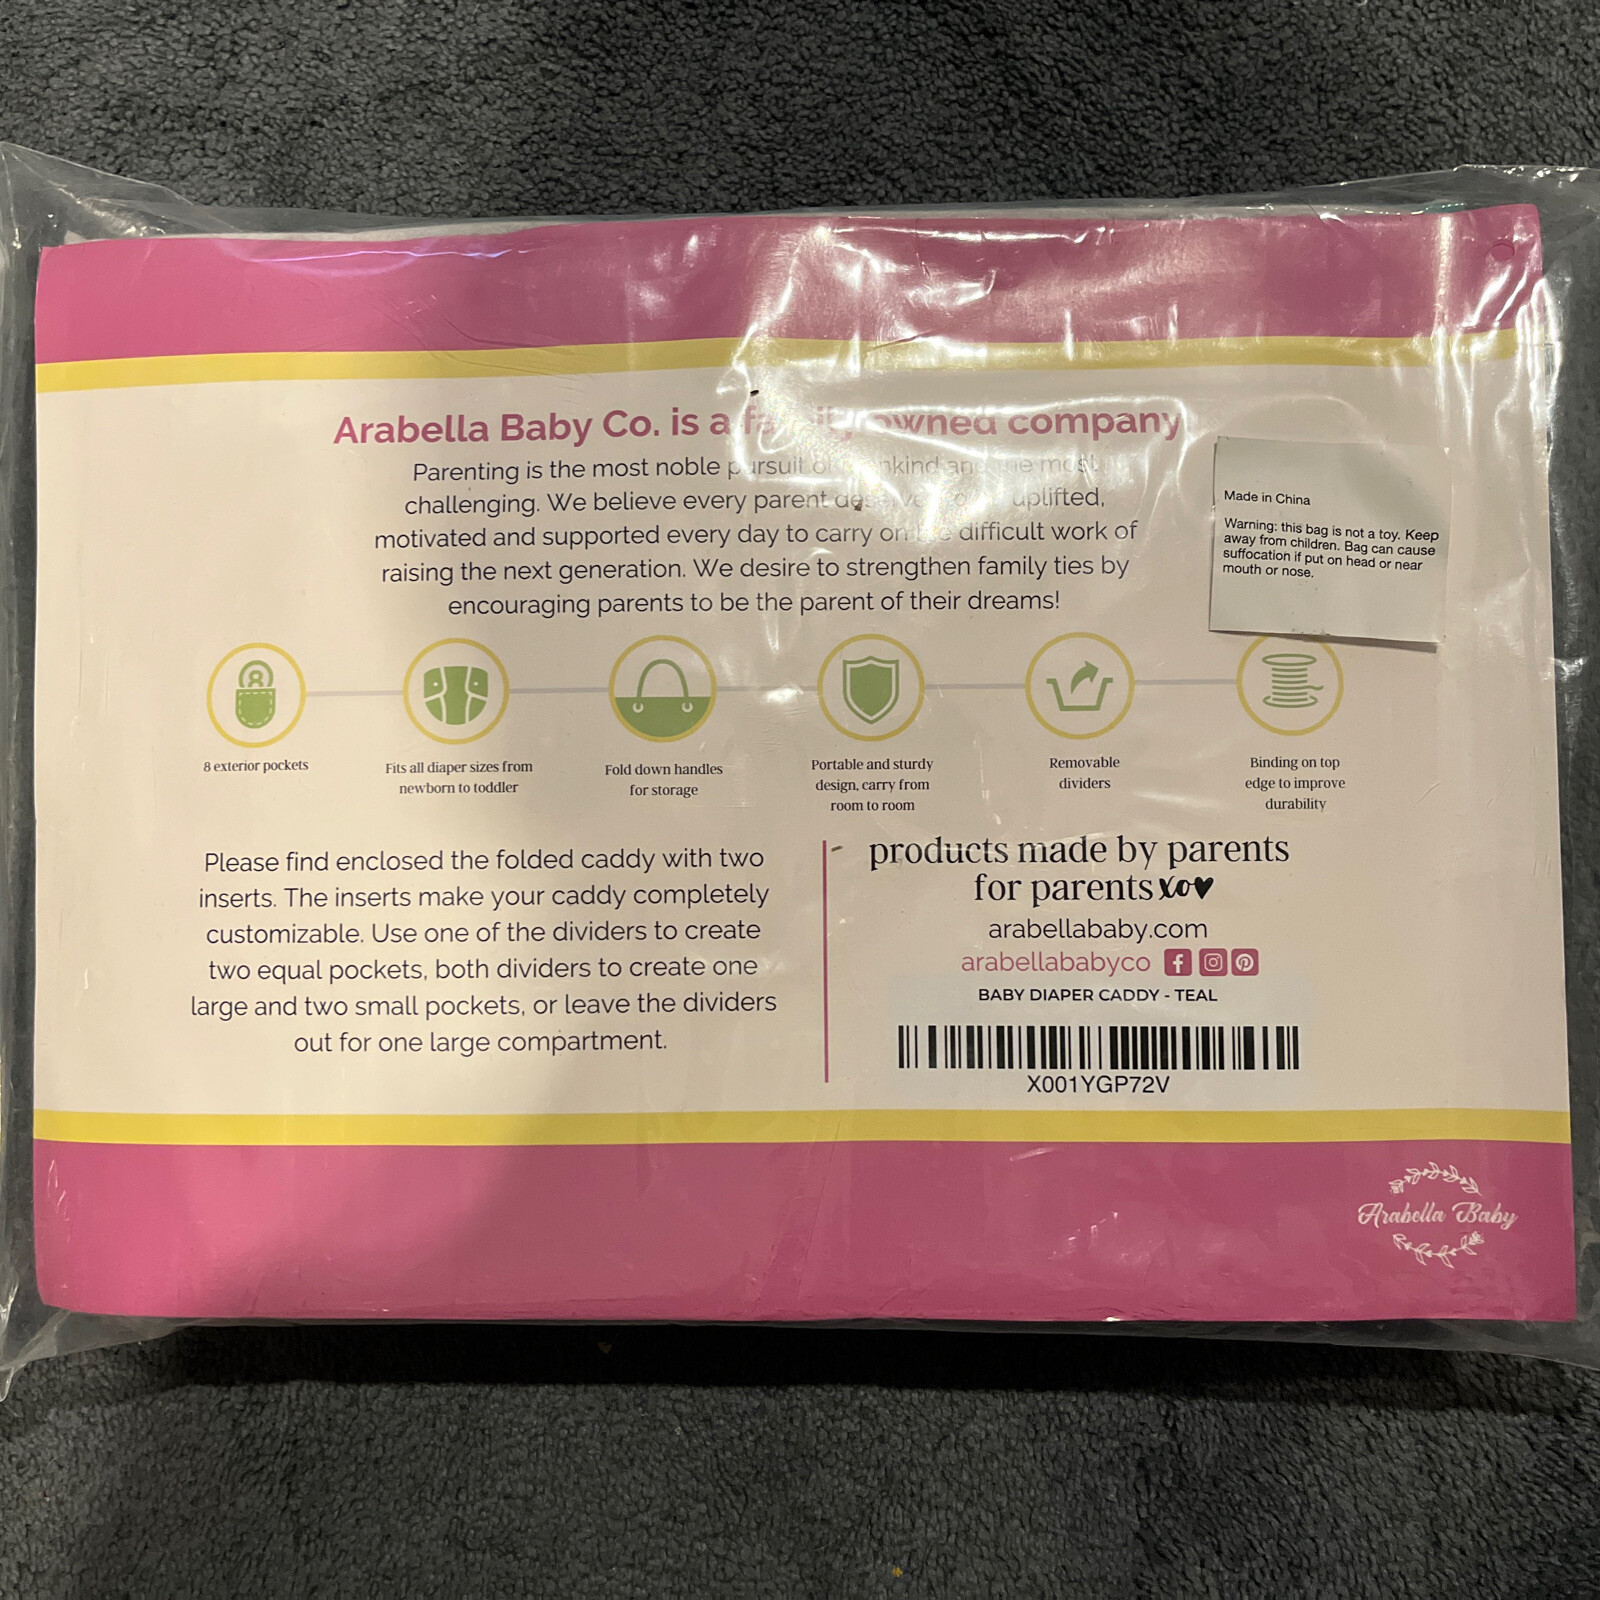 Arabella Baby Co. is a family owned company
Parenting is the most noble pursuit of and the most
challenging. We believe every parent uplifted,
motivated and supported every day to carry on difficult work of
raising the next generation. We desire to strengthen family ties by
encouraging parents to be the parent of their dreams!
Made in China
Warning: this bag is not a toy. Keep
away from children. Bag can cause
suffocation if put on head or near
mouth or nose.
8
8 exterior pockets
Fits all diaper sizes from
newborn to toddler
Fold down handles
for storage
Portable and sturdy
design, carry from
room to room
Removable
dividers
Binding on top
edge to improve
durability
Please find enclosed the folded caddy with two
inserts. The inserts make your caddy completely
customizable. Use one of the dividers to create
two equal pockets, both dividers to create one
large and two small pockets, or leave the dividers
out for one large compartment.
products made by parents
for parents xo♥
arabellababy.com
arabellababyco
BABY DIAPER CADDY - TEAL
X001YGP72V
Arabella Baby